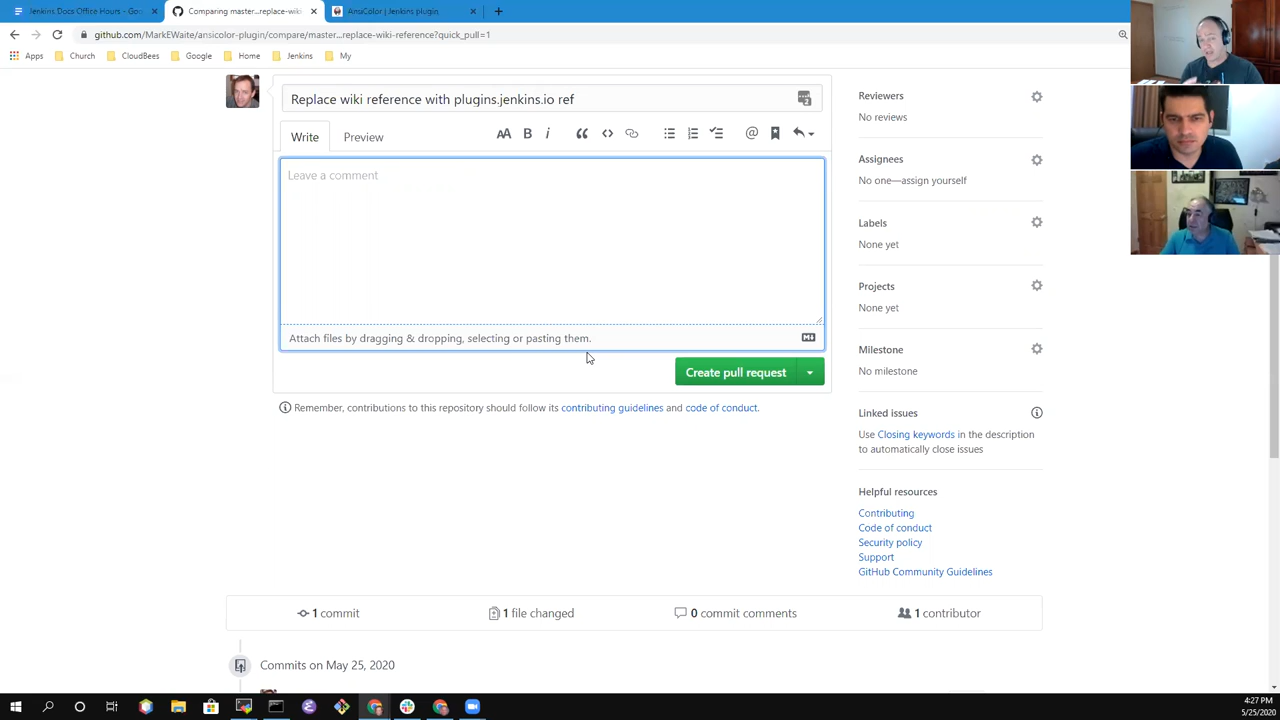 Jenkins Docs Office Hours - Goo
Comparing master...replace-wiki
AnsiColor | Jenkins plugin
github.com/MarkEWaite/ansicolor-plugin/compare/master...replace-wiki-reference?quick_pull=1
Apps
Church
CloudBees
Google
Home
Jenkins
My
Replace wiki reference with plugins.jenkins.io ref
2
Write
Preview
AA B i
Leave a comment
Attach files by dragging & dropping, selecting or pasting them.
Create pull request
Remember, contributions to this repository should follow its contributing guidelines and code of conduct.
Reviewers
No reviews
Assignees
No one—assign yourself
Labels
None yet
Projects
None yet
Milestone
No milestone
Linked issues
Use Closing keywords in the description
to automatically close issues
Helpful resources
Contributing
Code of conduct
Security policy
Support
GitHub Community Guidelines
1 commit
1 file changed
0 commit comments
1 contributor
Commits on May 25, 2020
4:27 PM
5/25/2020